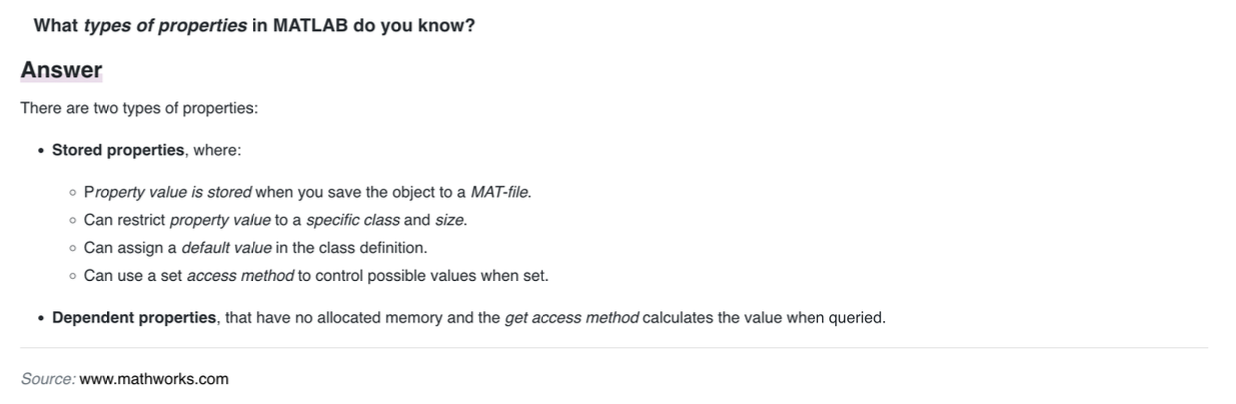 What types of properties in MATLAB do you know?
Answer
There are two types of properties:
• Stored properties, where:
○ Property value is stored when you save the object to a MAT-file.
○ Can restrict property value to a specific class and size.
○ Can assign a default value in the class definition.
○ Can use a set access method to control possible values when set.
• Dependent properties, that have no allocated memory and the get access method calculates the value when queried.
Source: www.mathworks.com